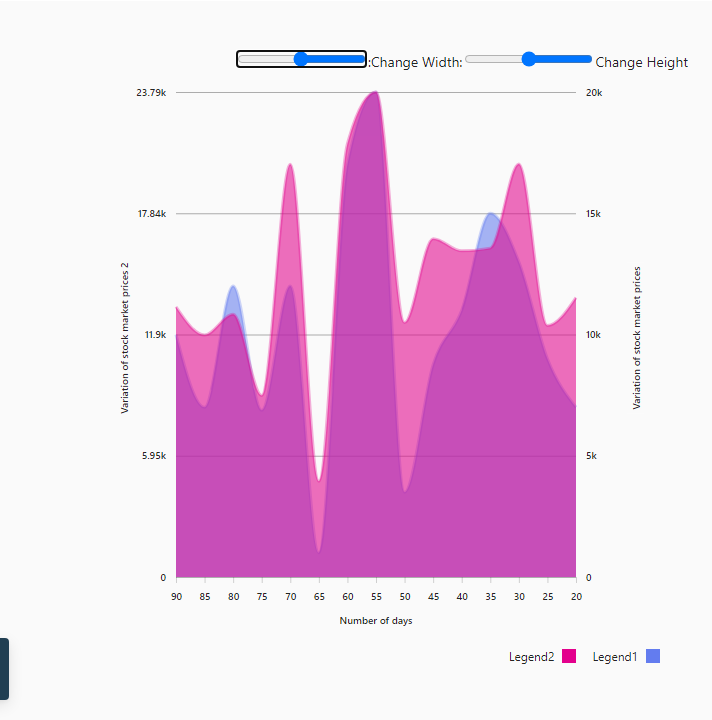 :Change Width: Change Height
23.79k 20k
17.84k 15k
11.9k 10k
5.95k 5k
0 0
Variation of stock market prices 2
Variation of stock market prices
90 85 80 75 70 65 60 55 50 45 40 35 30 25 20
Number of days
Legend2 Legend1